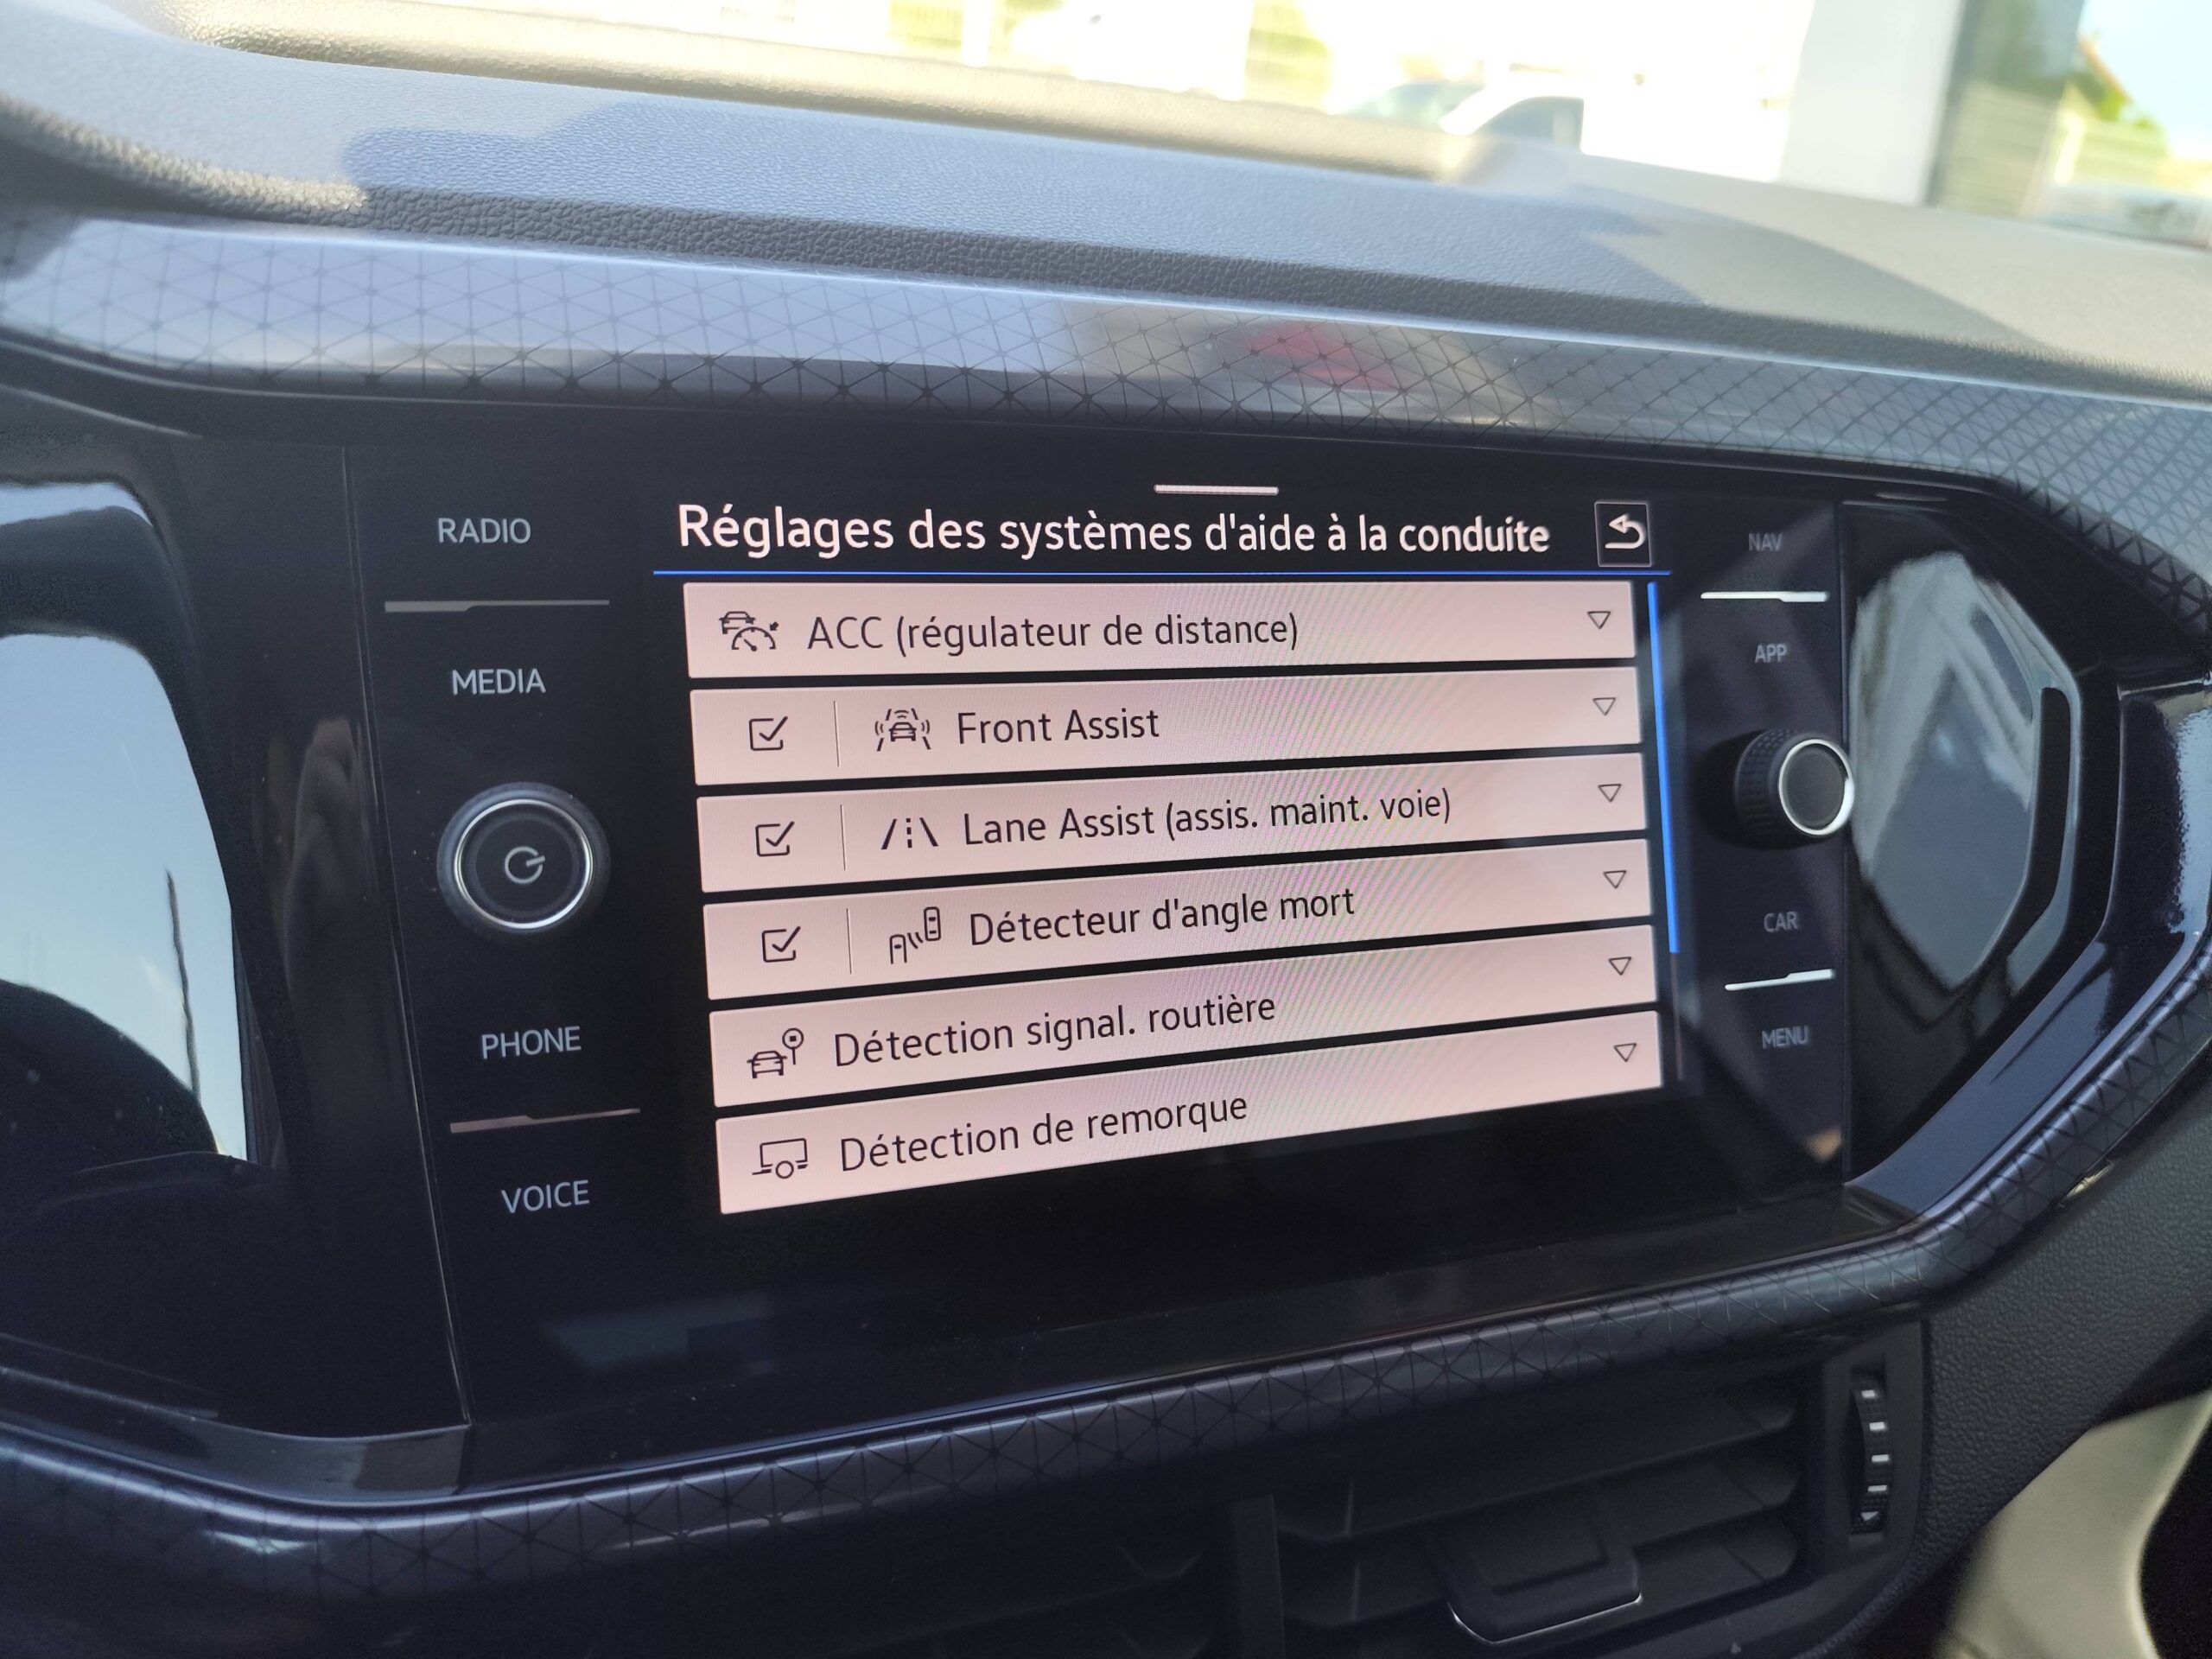 RADIO
MEDIA
PHONE
VOICE
Réglages des systèmes d'aide à la conduite
ACC (régulateur de distance)
Front Assist
Lane Assist (assis. maint. voie)
Détecteur d'angle mort
Détection signal. routière
Détection de remorque
NAV
APP
CAR
MENU